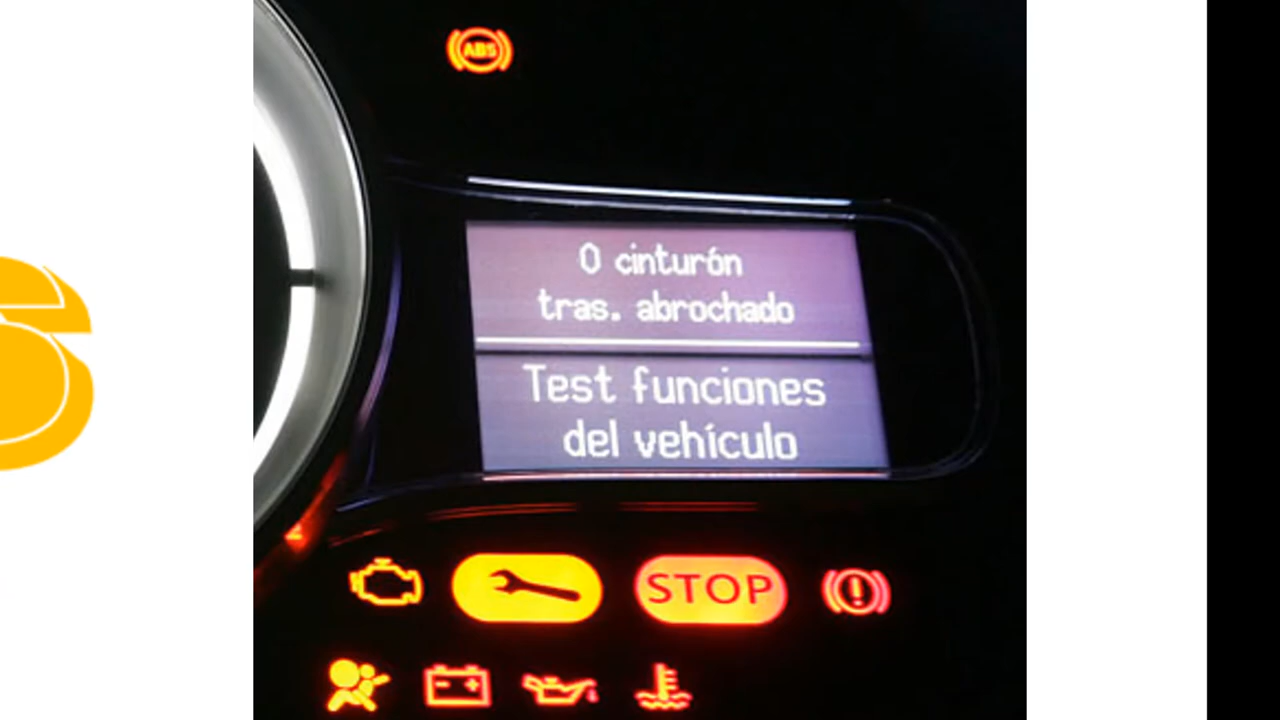 ABS
0 cinturón
tras. abrochado
Test funciones
del vehículo
STOP